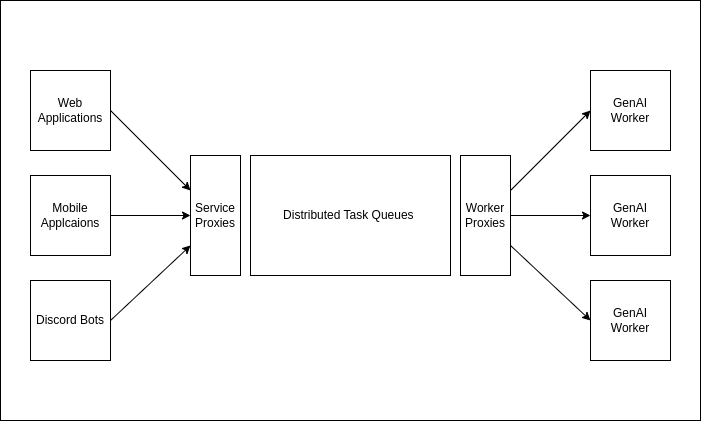 Web
Applications
Mobile
Applcaions
Discord Bots
Service
Proxies
Distributed Task Queues
Worker
Proxies
GenAI
Worker
GenAI
Worker
GenAI
Worker